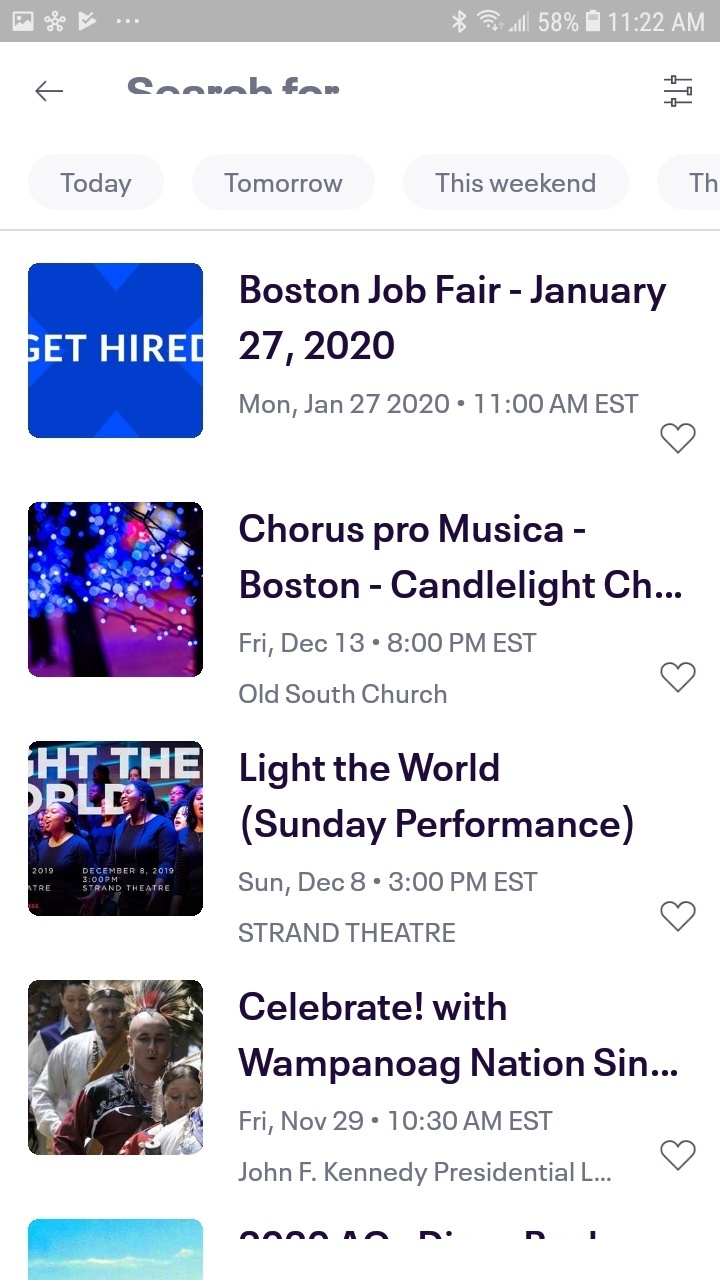 58% 11:22 AM
Search for
Today Tomorrow This weekend Th
GET HIRED
Boston Job Fair - January
27, 2020
Mon, Jan 27 2020 • 11:00 AM EST
Chorus pro Musica -
Boston - Candlelight Ch...
Fri, Dec 13 • 8:00 PM EST
Old South Church
GHT THE
ORLD
2019
ATRE
DECEMBER 8, 2019
3:00PM
STRAND THEATRE
Light the World
(Sunday Performance)
Sun, Dec 8 • 3:00 PM EST
STRAND THEATRE
Celebrate! with
Wampanoag Nation Sin...
Fri, Nov 29 • 10:30 AM EST
John F. Kennedy Presidential L...